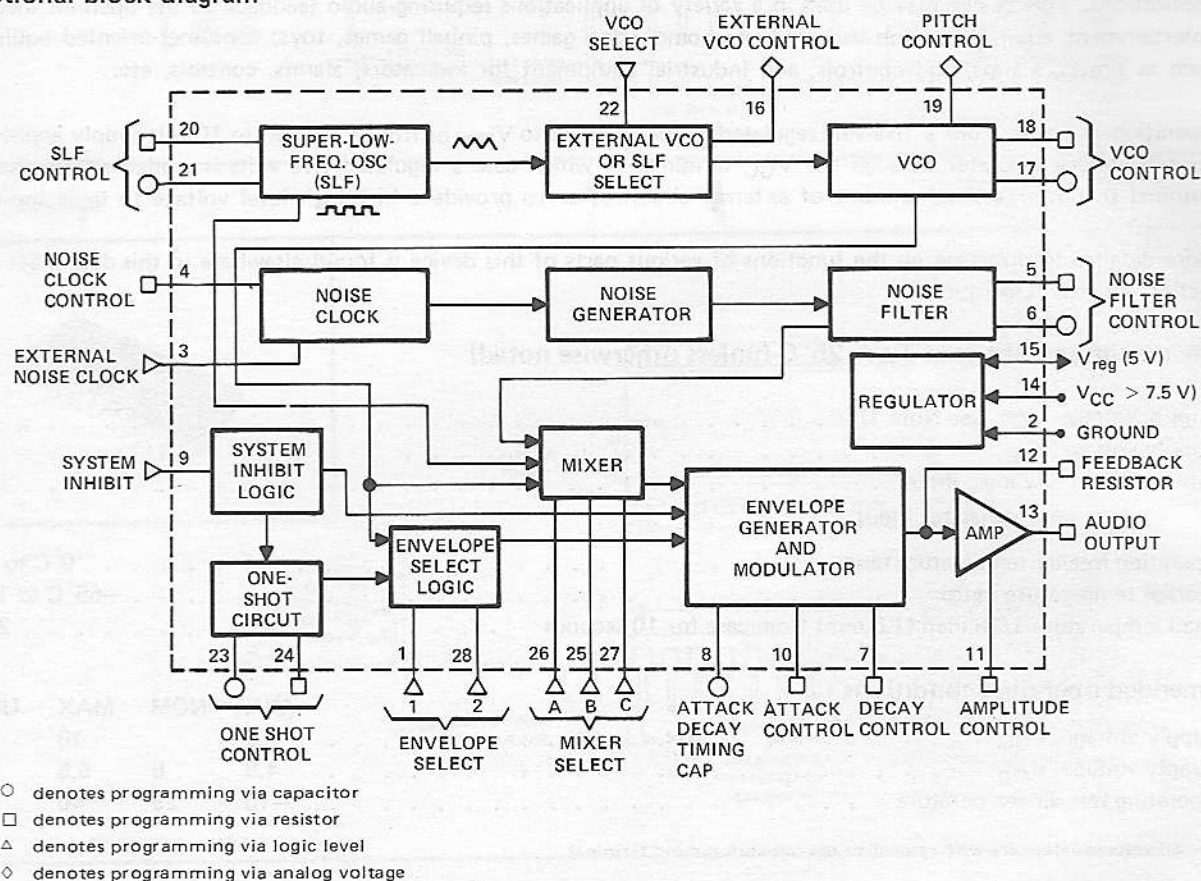 tional block diagram
VCO
SELECT
EXTERNAL
VCO CONTROL
PITCH
CONTROL
22
16
19
SLF
CONTROL
20
21
SUPER-LOW-
FREQ. OSC
(SLF)
EXTERNAL VCO
OR SLF
SELECT
VCO
18
17
VCO
CONTROL
NOISE
CLOCK
CONTROL
4
NOISE
CLOCK
NOISE
GENERATOR
NOISE
FILTER
5
6
NOISE
FILTER
CONTROL
EXTERNAL
NOISE CLOCK
3
REGULATOR
15
Vreg (5 V)
14
VCC > 7.5 V)
2
GROUND
SYSTEM
INHIBIT
9
SYSTEM
INHIBIT
LOGIC
MIXER
12
FEEDBACK
RESISTOR
ENVELOPE
GENERATOR
AND
MODULATOR
AMP
13
AUDIO
OUTPUT
ONE-
SHOT
CIRCUT
ENVELOPE
SELECT
LOGIC
23
24
1
28
26
25
27
8
10
7
11
1
2
A
B
C
ONE SHOT
CONTROL
ENVELOPE
SELECT
MIXER
SELECT
ATTACK
DECAY
TIMING
CAP
ATTACK
CONTROL
DECAY
CONTROL
AMPLITUDE
CONTROL
○ denotes programming via capacitor
□ denotes programming via resistor
△ denotes programming via logic level
◇ denotes programming via analog voltage